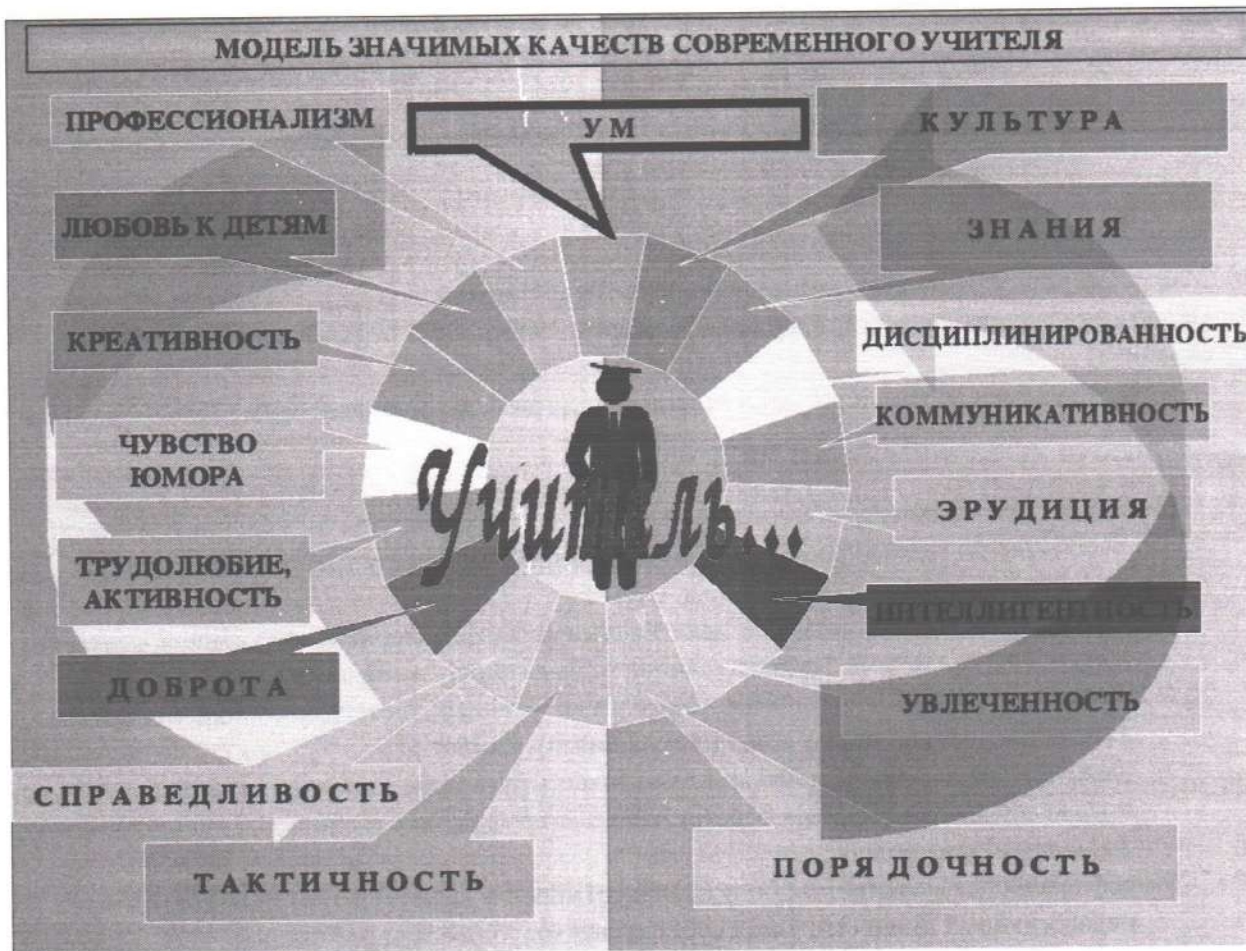 МОДЕЛЬ ЗНАЧИМЫХ КАЧЕСТВ СОВРЕМЕННОГО УЧИТЕЛЯ
ПРОФЕССИОНАЛИЗМ
УМ
КУЛЬТУРА
ЛЮБОВЬ К ДЕТЯМ
ЗНАНИЯ
КРЕАТИВНОСТЬ
ДИСЦИПЛИНИРОВАННОСТЬ
ЧУВСТВО
ЮМОРА
КОММУНИКАТИВНОСТЬ
Учитель...
ЭРУДИЦИЯ
ТРУДОЛЮБИЕ,
АКТИВНОСТЬ
ИНТЕЛЛИГЕНТНОСТЬ
ДОБРОТА
УВЛЕЧЕННОСТЬ
СПРАВЕДЛИВОСТЬ
ТАКТИЧНОСТЬ
ПОРЯДОЧНОСТЬ